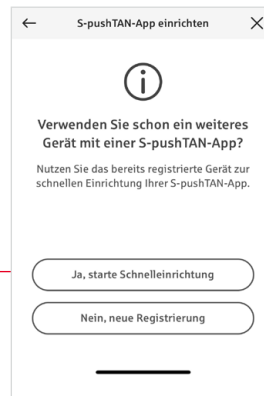 S-pushTAN-App einrichten
Verwenden Sie schon ein weiteres
Gerät mit einer S-pushTAN-App?
Nutzen Sie das bereits registrierte Gerät zur
schnellen Einrichtung Ihrer S-pushTAN-App.
Ja, starte Schnelleinrichtung
Nein, neue Registrierung